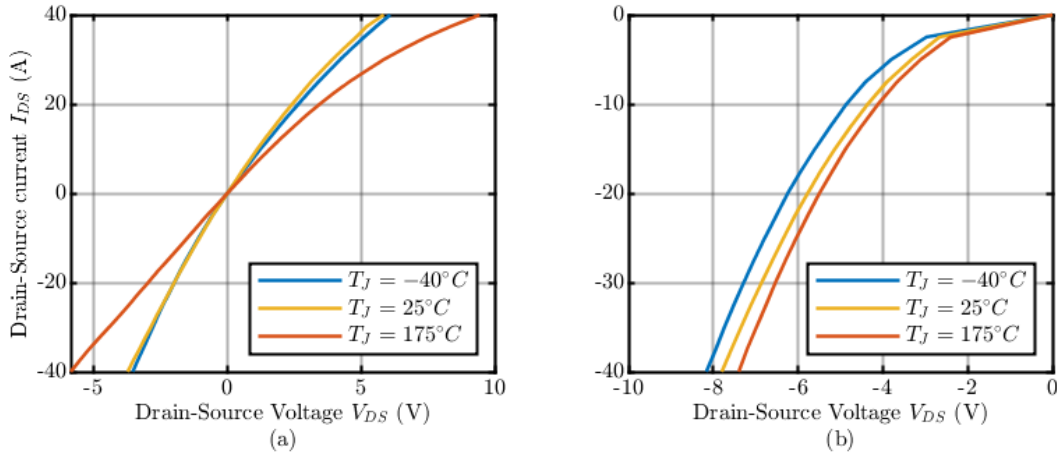 40
20
0
-20
-40
-5
0
5
10
Drain-Source current I_DS (A)
T_J = −40°C
T_J = 25°C
T_J = 175°C
Drain-Source Voltage V_DS (V)
(a)
0
-10
-20
-30
-40
-10
-8
-6
-4
-2
0
T_J = −40°C
T_J = 25°C
T_J = 175°C
Drain-Source Voltage V_DS (V)
(b)